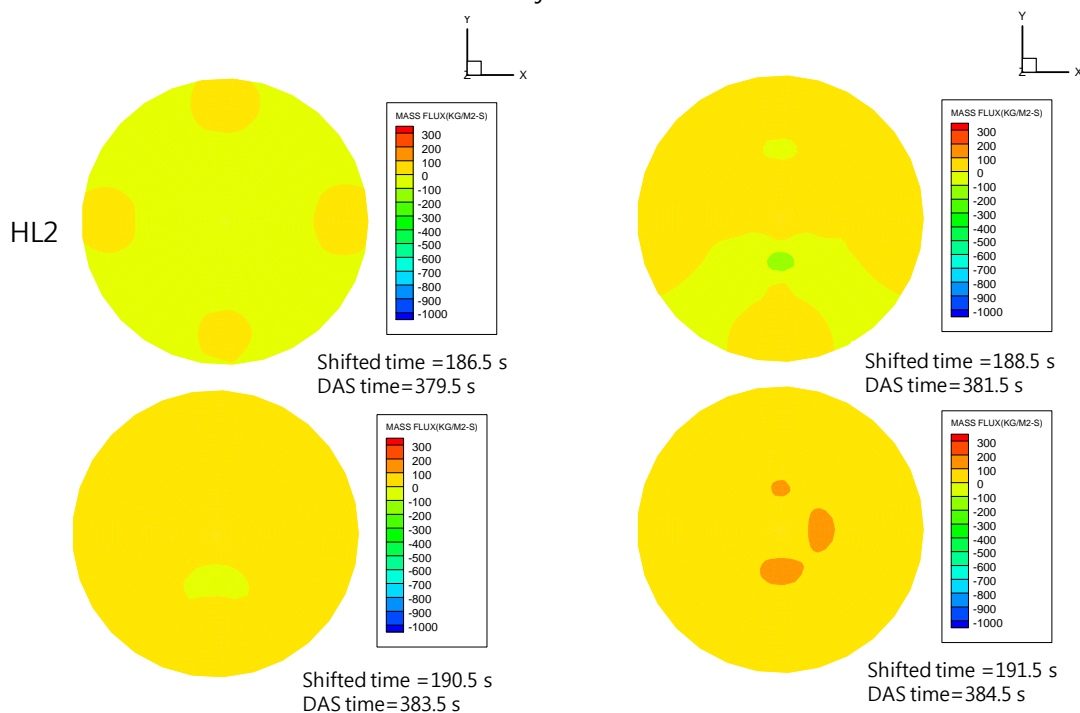 Y
Z
X
MASS FLUX(KG/M2-S)
300
200
100
0
-100
-200
-300
-400
-500
-600
-700
-800
-900
-1000
HL2
Shifted time =186.5 s
DAS time=379.5 s
Y
Z
X
MASS FLUX(KG/M2-S)
300
200
100
0
-100
-200
-300
-400
-500
-600
-700
-800
-900
-1000
Shifted time =188.5 s
DAS time=381.5 s
MASS FLUX(KG/M2-S)
300
200
100
0
-100
-200
-300
-400
-500
-600
-700
-800
-900
-1000
Shifted time =190.5 s
DAS time=383.5 s
MASS FLUX(KG/M2-S)
300
200
100
0
-100
-200
-300
-400
-500
-600
-700
-800
-900
-1000
Shifted time =191.5 s
DAS time=384.5 s